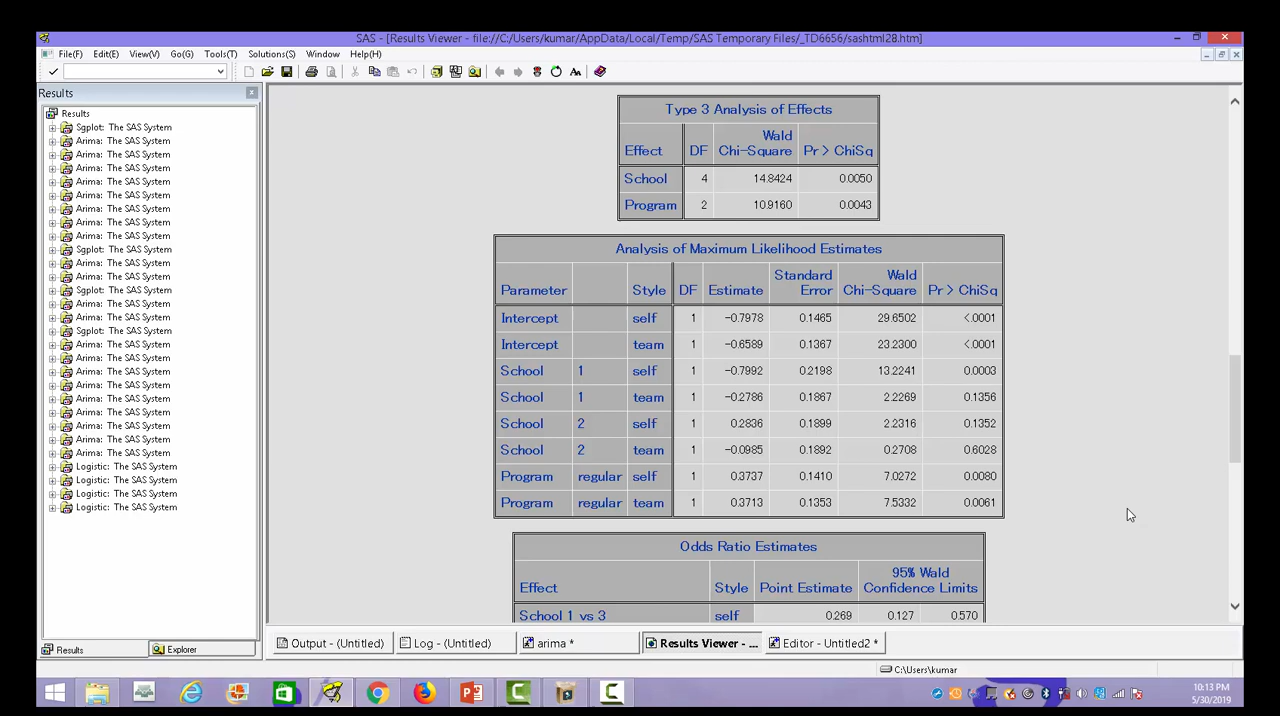 SAS - [Results Viewer - file://C:/Users/kumar/AppData/Local/Temp/SAS Temporary Files/_TD6656/sashtml28.htm]
File(F) Edit(E) View(V) Go(G) Tools(T) Solutions(S) Window Help(H)
Results
Results
Sgplot: The SAS System
Arima: The SAS System
Arima: The SAS System
Arima: The SAS System
Arima: The SAS System
Arima: The SAS System
Arima: The SAS System
Arima: The SAS System
Arima: The SAS System
Sgplot: The SAS System
Arima: The SAS System
Arima: The SAS System
Sgplot: The SAS System
Arima: The SAS System
Arima: The SAS System
Sgplot: The SAS System
Arima: The SAS System
Arima: The SAS System
Arima: The SAS System
Arima: The SAS System
Arima: The SAS System
Arima: The SAS System
Arima: The SAS System
Arima: The SAS System
Arima: The SAS System
Logistic: The SAS System
Logistic: The SAS System
Logistic: The SAS System
Logistic: The SAS System
Results Explorer
Type 3 Analysis of Effects
Effect DF Wald Chi-Square Pr > ChiSq
School 4 14.8424 0.0050
Program 2 10.9160 0.0043
Analysis of Maximum Likelihood Estimates
Parameter Style DF Estimate Standard Error Wald Chi-Square Pr > ChiSq
Intercept self 1 -0.7978 0.1465 29.6502 <.0001
Intercept team 1 -0.6589 0.1367 23.2300 <.0001
School 1 self 1 -0.7992 0.2198 13.2241 0.0003
School 1 team 1 -0.2786 0.1867 2.2269 0.1356
School 2 self 1 0.2836 0.1899 2.2316 0.1352
School 2 team 1 -0.0985 0.1892 0.2708 0.6028
Program regular self 1 0.3737 0.1410 7.0272 0.0080
Program regular team 1 0.3713 0.1353 7.5332 0.0061
Odds Ratio Estimates
Effect Style Point Estimate 95% Wald Confidence Limits
School 1 vs 3 self 0.269 0.127 0.570
Output - (Untitled) Log - (Untitled) arima * Results Viewer - ... Editor - Untitled2 *
C:\Users\kumar
10:13 PM
5/30/2019